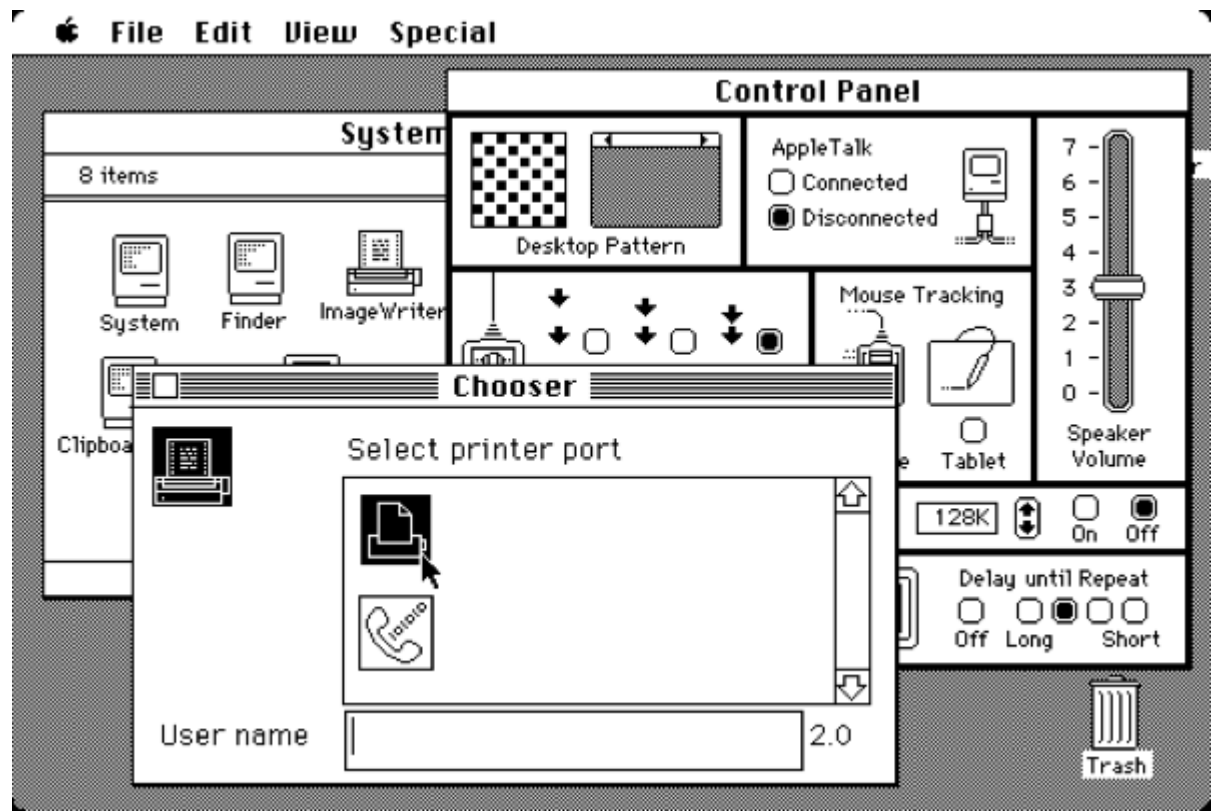 File Edit View Special
Control Panel
System
8 items
System
Finder
ImageWriter
Desktop Pattern
AppleTalk
Connected
Disconnected
7
6
5
4
3
2
1
0
Speaker
Volume
Mouse Tracking
Tablet
128K
On Off
Delay until Repeat
Off Long Short
Chooser
Select printer port
User name
2.0
Trash